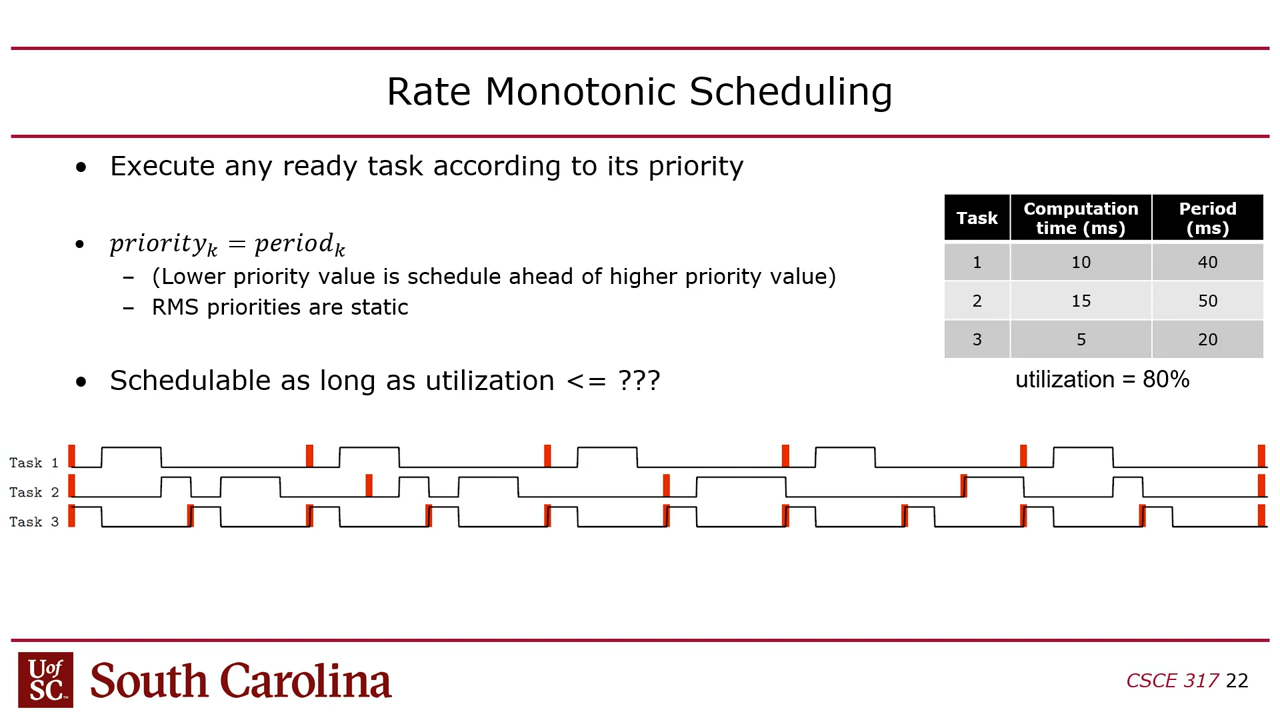 Rate Monotonic Scheduling
• Execute any ready task according to its priority
• priorityₖ = periodₖ
– (Lower priority value is schedule ahead of higher priority value)
– RMS priorities are static
• Schedulable as long as utilization <= ???
Task Computation time (ms) Period (ms)
1 10 40
2 15 50
3 5 20
utilization = 80%
Task 1
Task 2
Task 3
UofSC™ South Carolina
CSCE 317 22